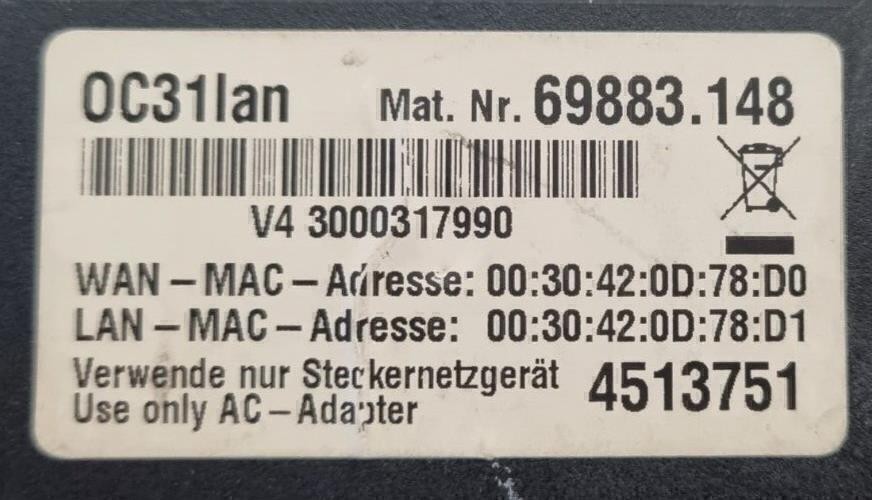 OC31lan Mat. Nr. 69883.148
V4 3000317990
WAN – MAC – Adresse: 00:30:42:0D:78:D0
LAN – MAC – Adresse: 00:30:42:0D:78:D1
Verwende nur Steckernetzgerät 4513751
Use only AC – Adapter